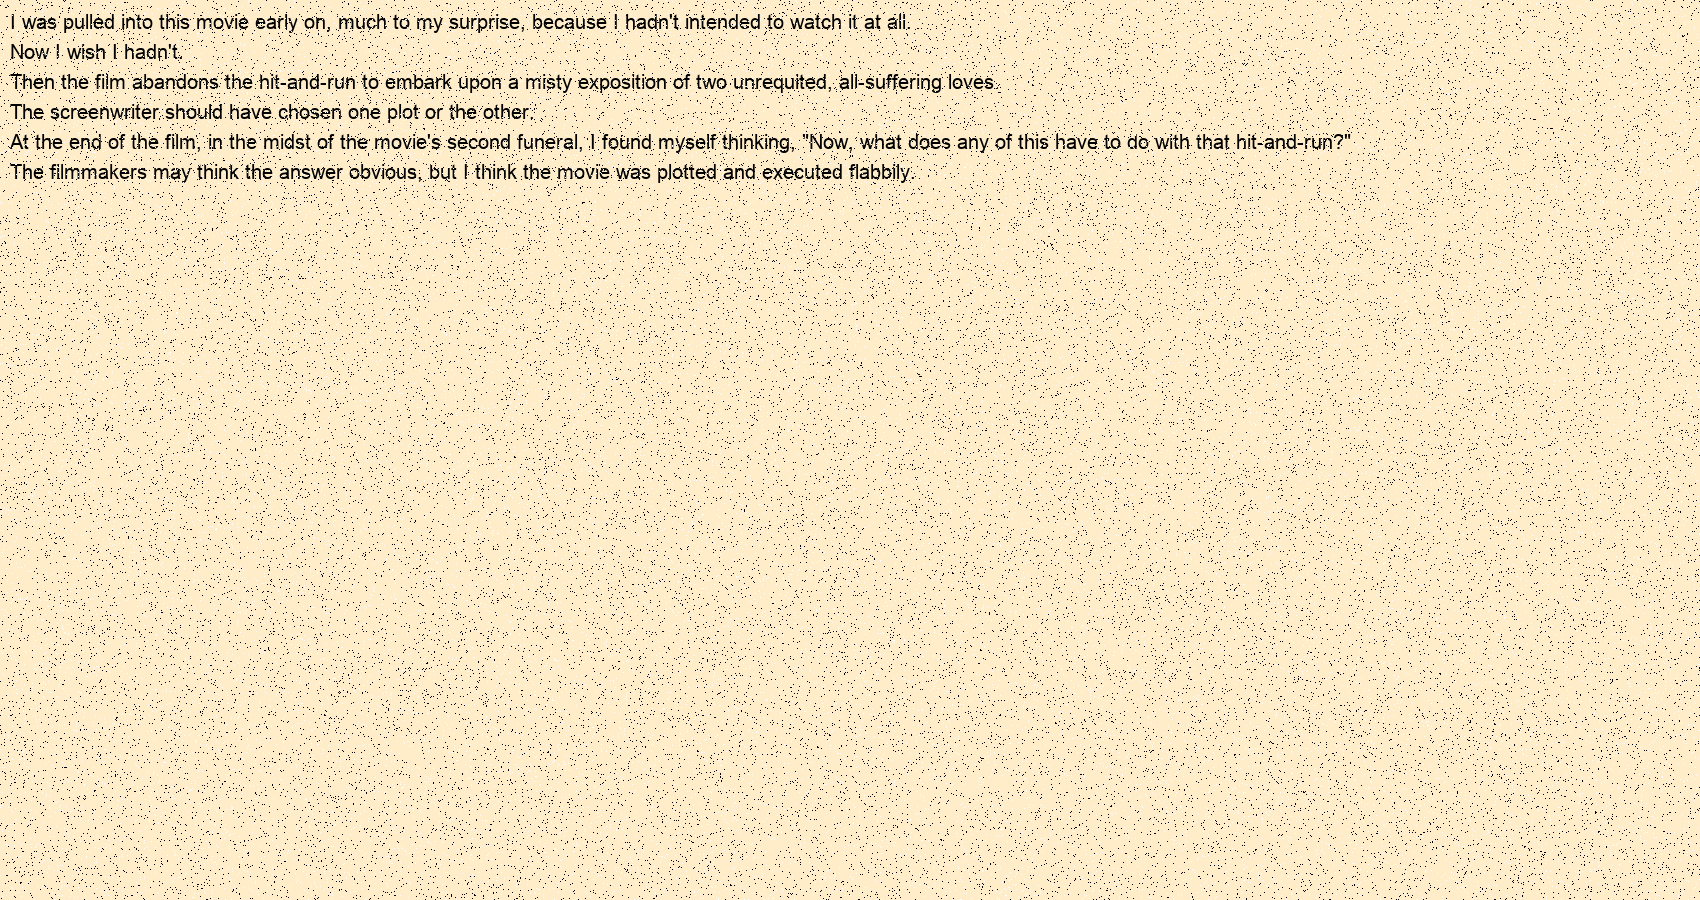 I was pulled into this movie early on, much to my surprise, because I hadn't intended to watch it at all.
Now I wish I hadn't.
Then the film abandons the hit-and-run to embark upon a misty exposition of two unrequited, all-suffering loves.
The screenwriter should have chosen one plot or the other.
At the end of the film, in the midst of the movie's second funeral, I found myself thinking, "Now, what does any of this have to do with that hit-and-run?"
The filmmakers may think the answer obvious, but I think the movie was plotted and executed flabbily.